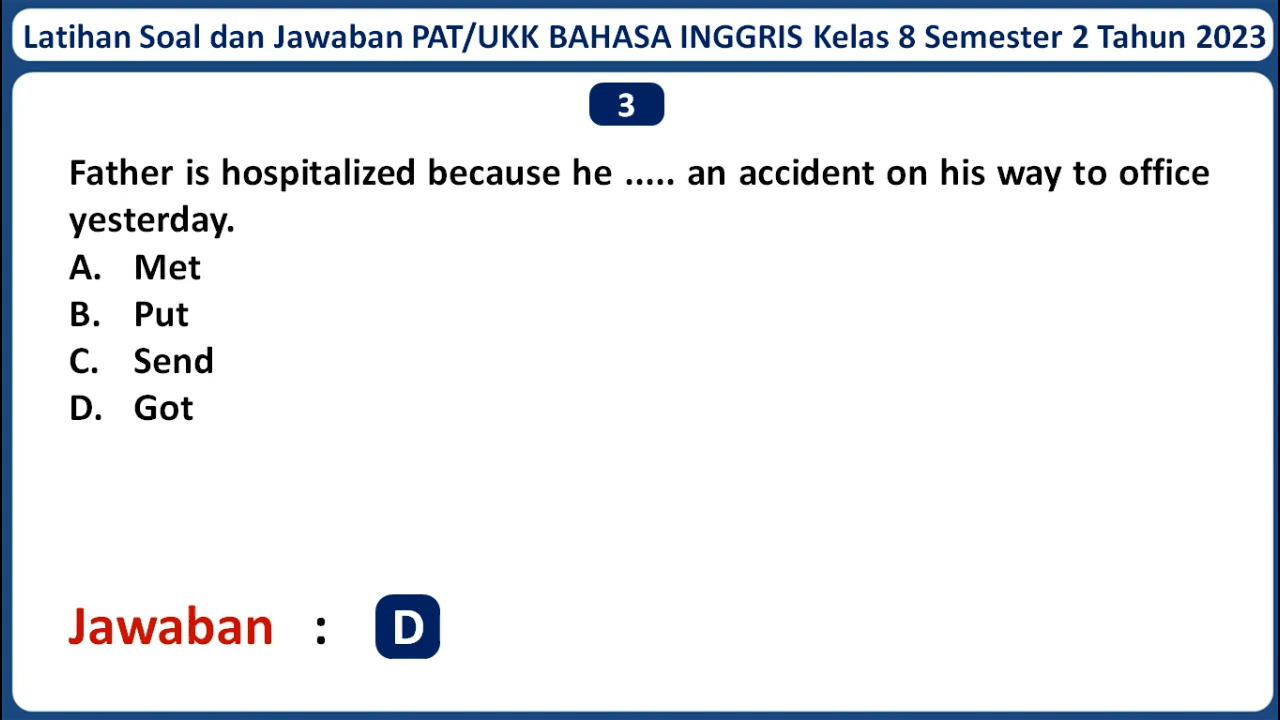 Latihan Soal dan Jawaban PAT/UKK BAHASA INGGRIS Kelas 8 Semester 2 Tahun 2023
3
Father is hospitalized because he ..... an accident on his way to office
yesterday.
A. Met
B. Put
C. Send
D. Got
Jawaban : D